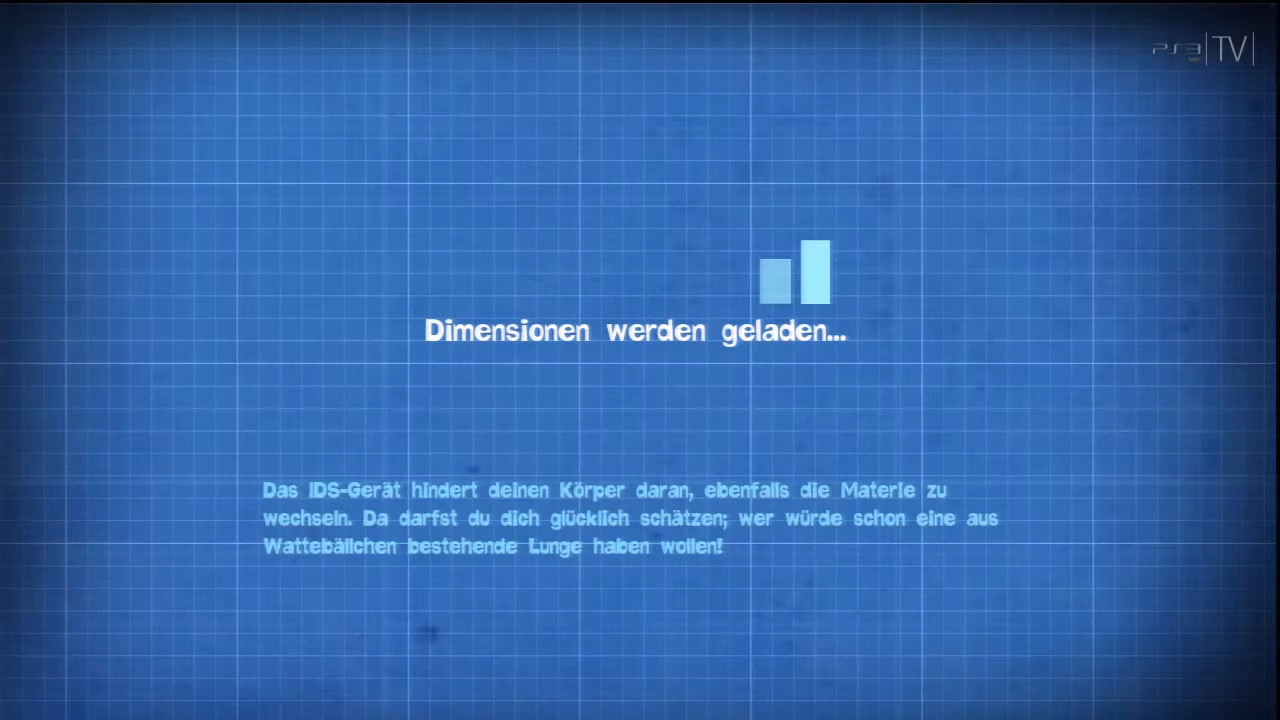 PS3 |TV|
Dimensionen werden geladen...
Das IDS-Gerät hindert deinen Körper daran, ebenfalls die Materie zu
wechseln. Da darfst du dich glücklich schätzen; wer würde schon eine aus
Wattebällchen bestehende Lunge haben wollen!